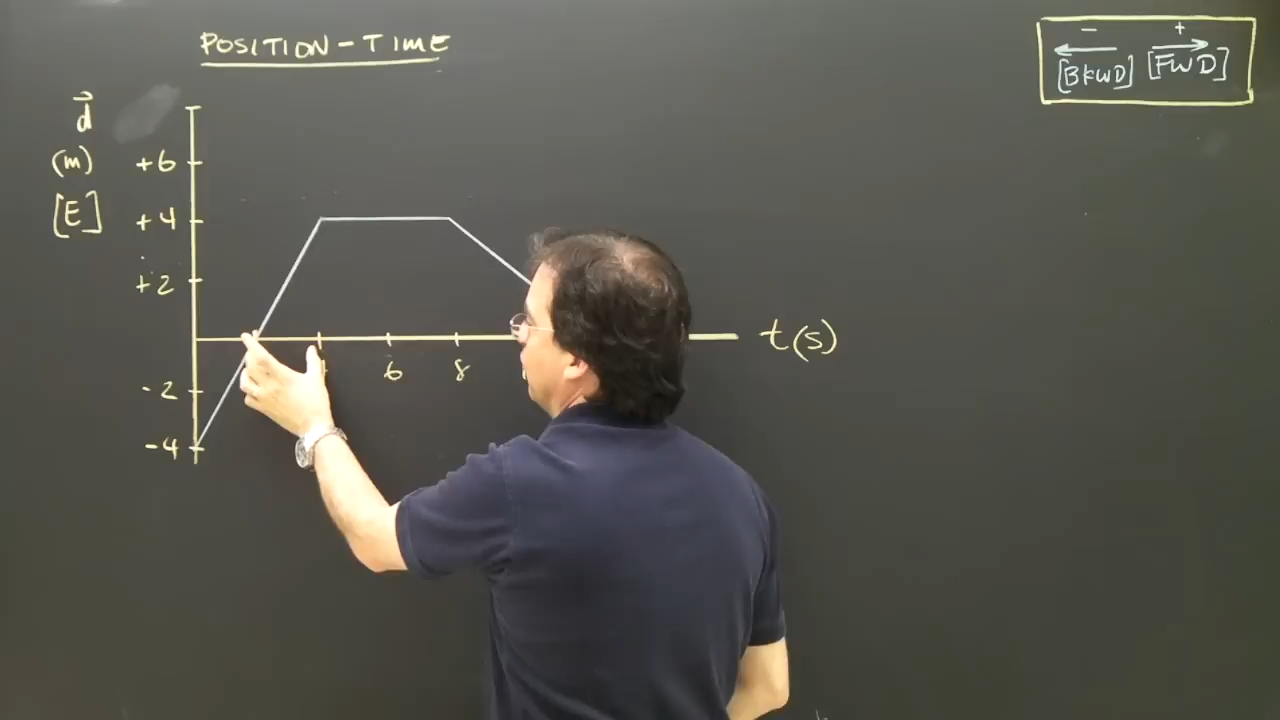 POSITION - TIME
- +
[BKWD] [FWD]
d
(m)
[E]
+6
+4
+2
-2
-4
6 8
t(s)